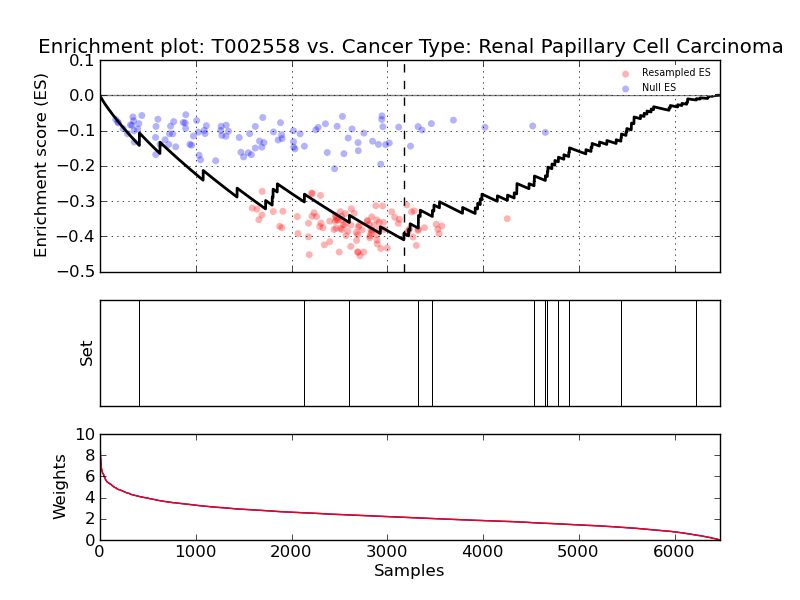 Enrichment plot: T002558 vs. Cancer Type: Renal Papillary Cell Carcinoma
0.1
0.0
−0.1
−0.2
−0.3
−0.4
−0.5
Enrichment score (ES)
Resampled ES
Null ES
Set
10
8
6
4
2
0
Weights
0 1000 2000 3000 4000 5000 6000
Samples